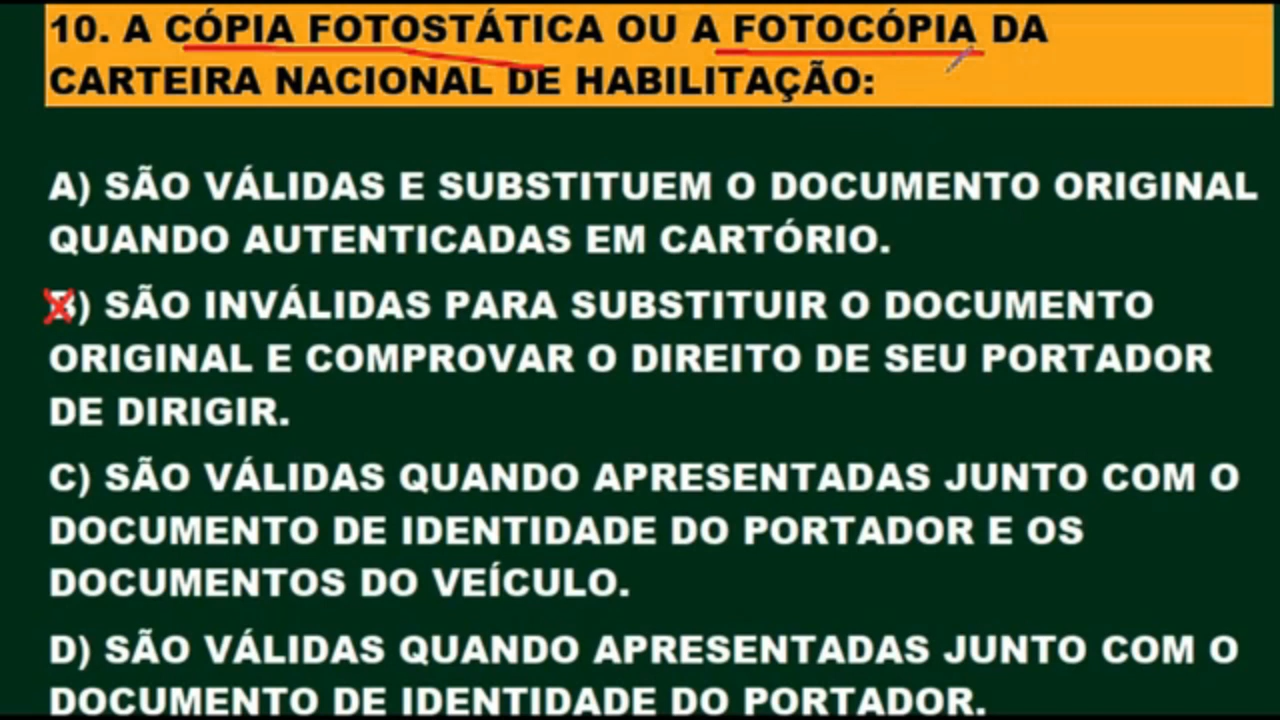 10. A CÓPIA FOTOSTÁTICA OU A FOTOCÓPIA DA
CARTEIRA NACIONAL DE HABILITAÇÃO:
A) SÃO VÁLIDAS E SUBSTITUEM O DOCUMENTO ORIGINAL
QUANDO AUTENTICADAS EM CARTÓRIO.
B) SÃO INVÁLIDAS PARA SUBSTITUIR O DOCUMENTO
ORIGINAL E COMPROVAR O DIREITO DE SEU PORTADOR
DE DIRIGIR.
C) SÃO VÁLIDAS QUANDO APRESENTADAS JUNTO COM O
DOCUMENTO DE IDENTIDADE DO PORTADOR E OS
DOCUMENTOS DO VEÍCULO.
D) SÃO VÁLIDAS QUANDO APRESENTADAS JUNTO COM O
DOCUMENTO DE IDENTIDADE DO PORTADOR.